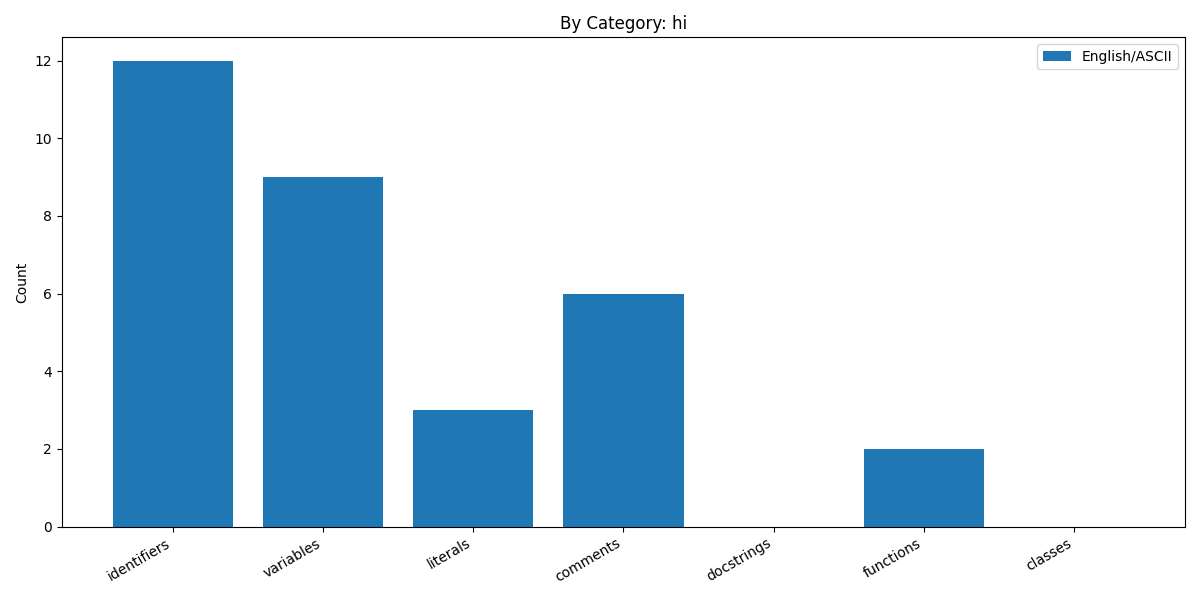 By Category: hi
English/ASCII
Count
12
10
8
6
4
2
0
identifiers
variables
literals
comments
docstrings
functions
classes